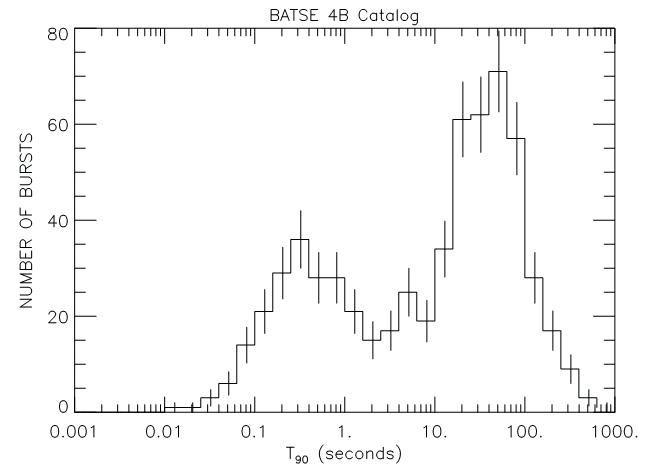 BATSE 4B Catalog
80
60
40
20
0
NUMBER OF BURSTS
0.001 0.01 0.1 1. 10. 100. 1000.
T90 (seconds)